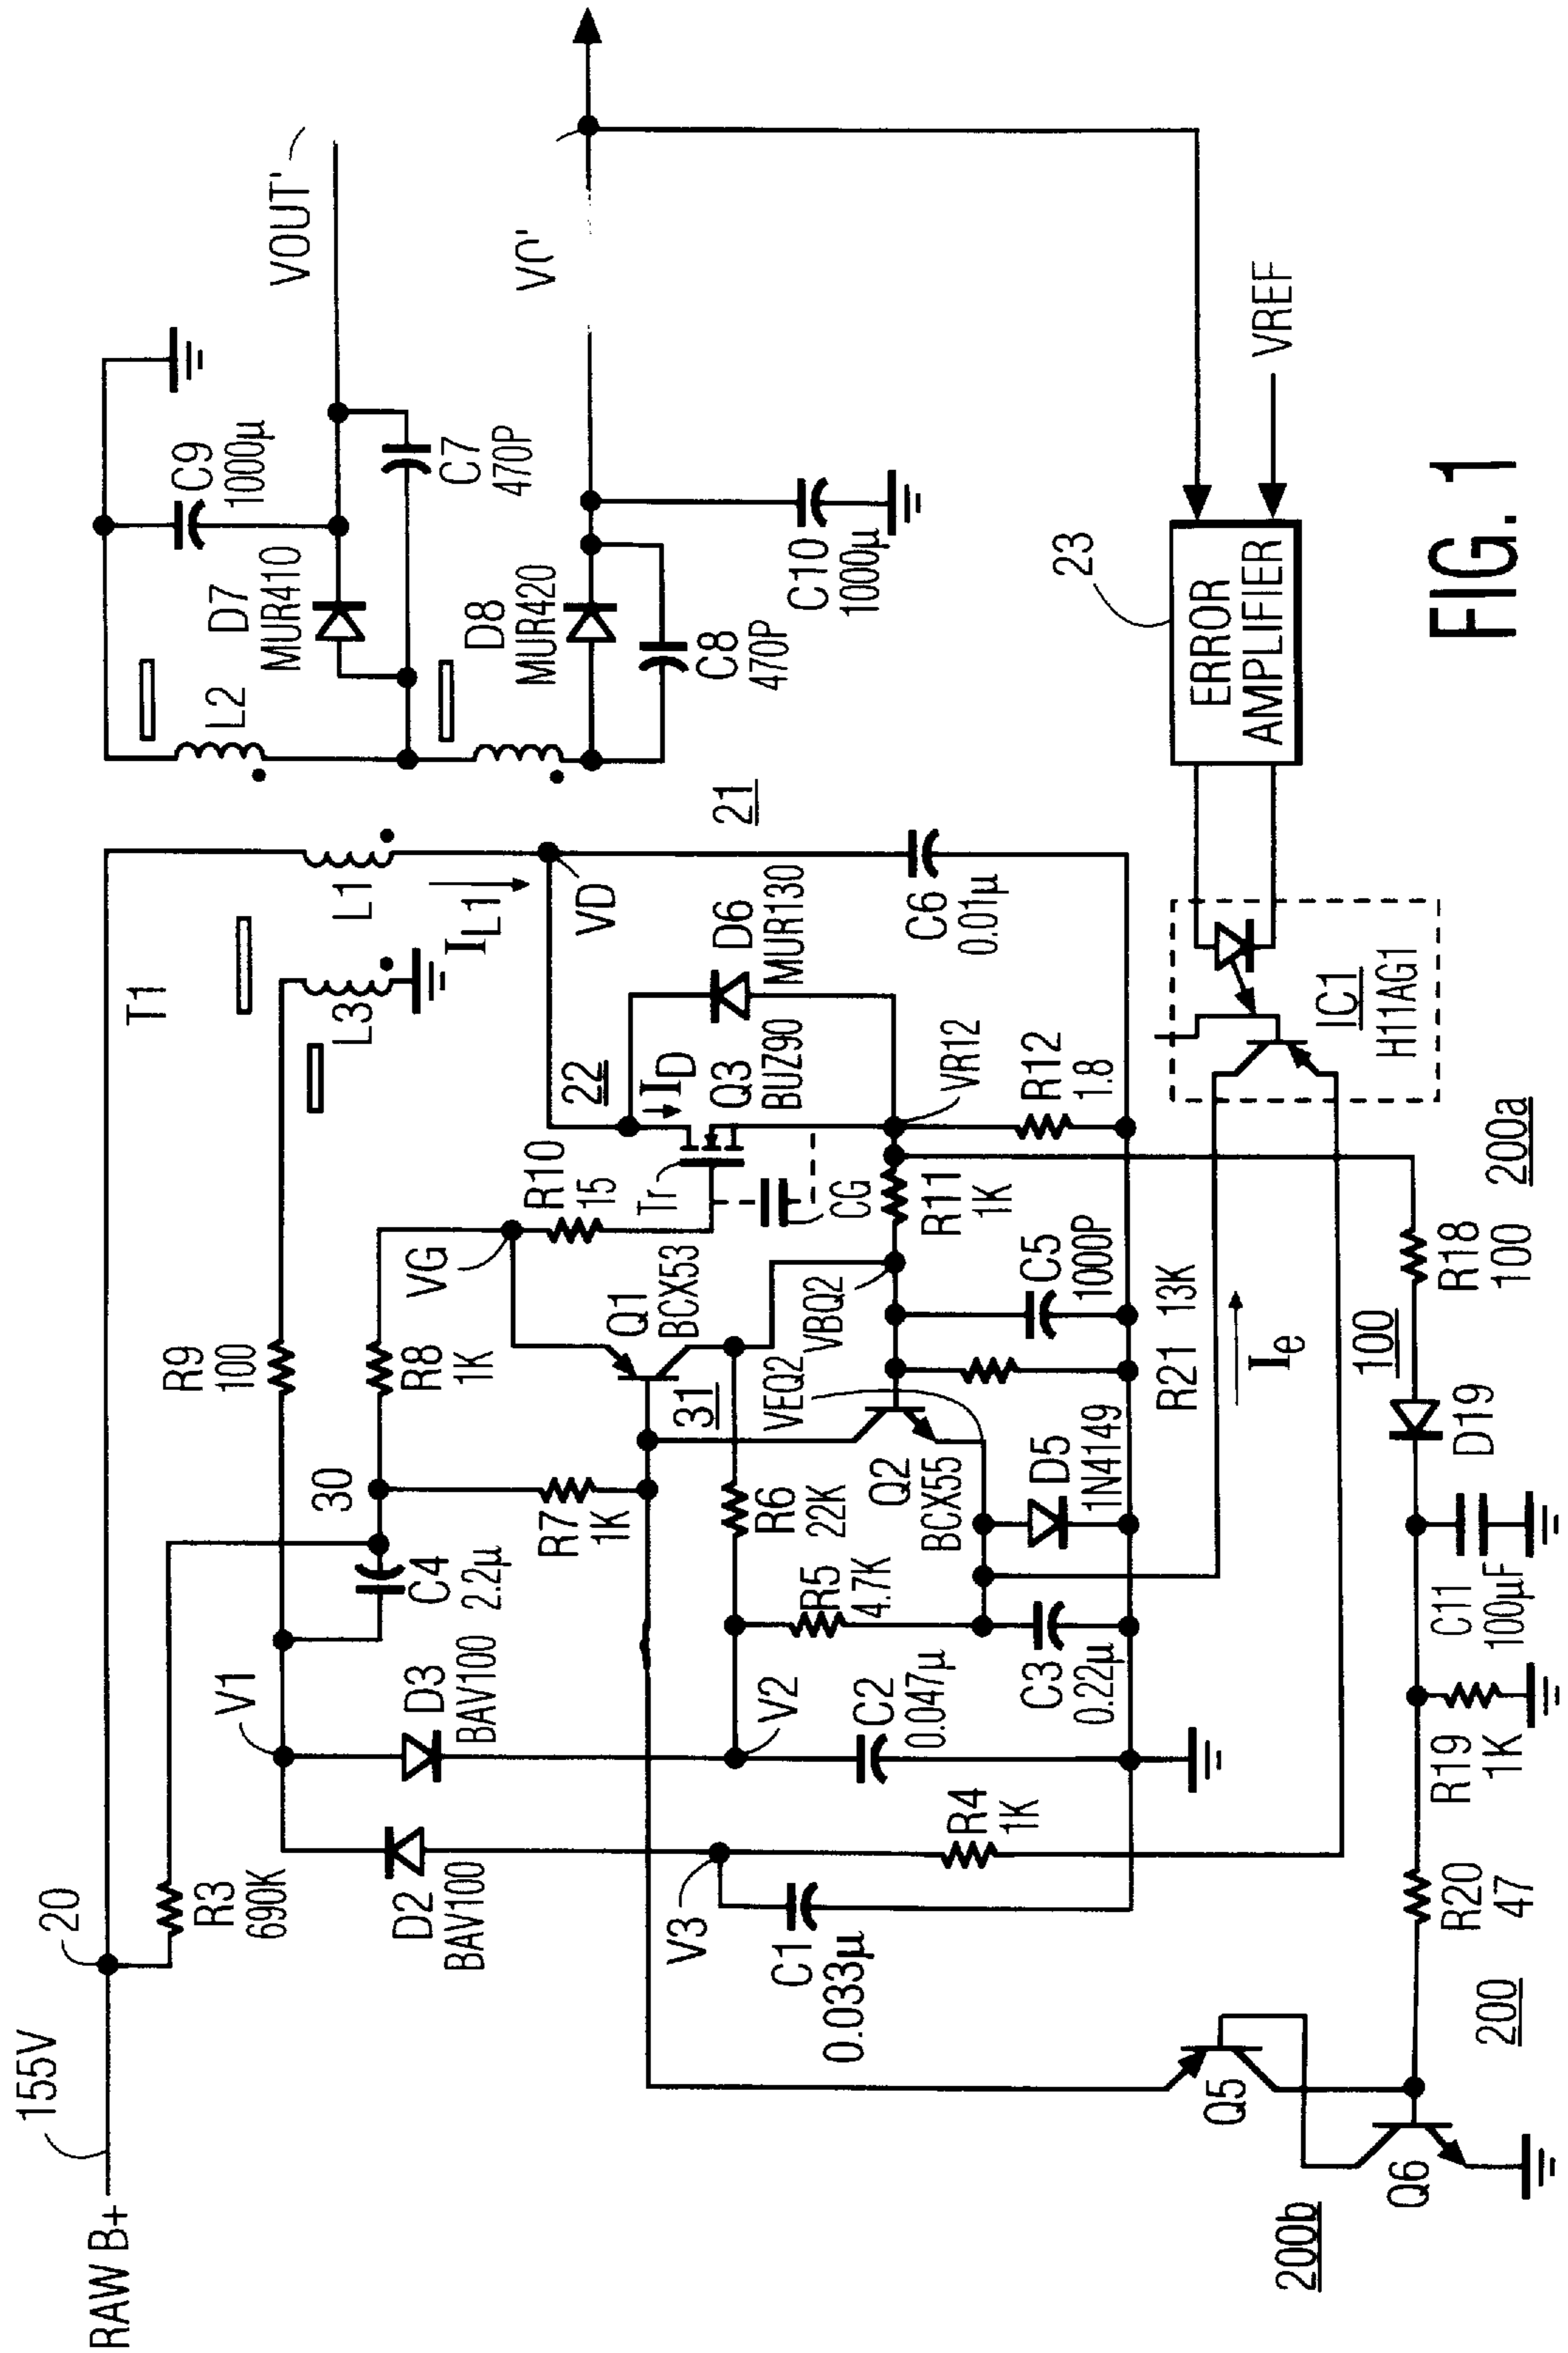 RAW B+
155V
20
R3
690K
T1
VOUT'
C9
1000µ
D7
MUR410
L2
C7
470P
D8
MUR420
C8
470P
C10
1000µ
21
L1
I_L1
VD
L3
R9
100
V1
30
C4
2.2µ
R8
1K
VG
R10
15
Tr
CG
22
I_D
Q3
BUZ90
D6
MUR130
C6
0.01µ
VR12
R12
1.8
R11
1K
Q1
BCX53
31
VBQ2
VEQ2
C5
1000P
R21 13K
R7
1K
R6
22K
Q2
BCX55
D5
1N4149
R5
4.7K
C3
0.22µ
D3
BAV100
V2
C2
0.047µ
D2
BAV100
V3
C1
0.033µ
R4
1K
I_e
IC1
H11AG1
23
ERROR
AMPLIFIER
VREF
200a
100
R18
100
D19
C11
100µF
R19
1K
R20
47
200
Q5
Q6
200b
FIG. 1